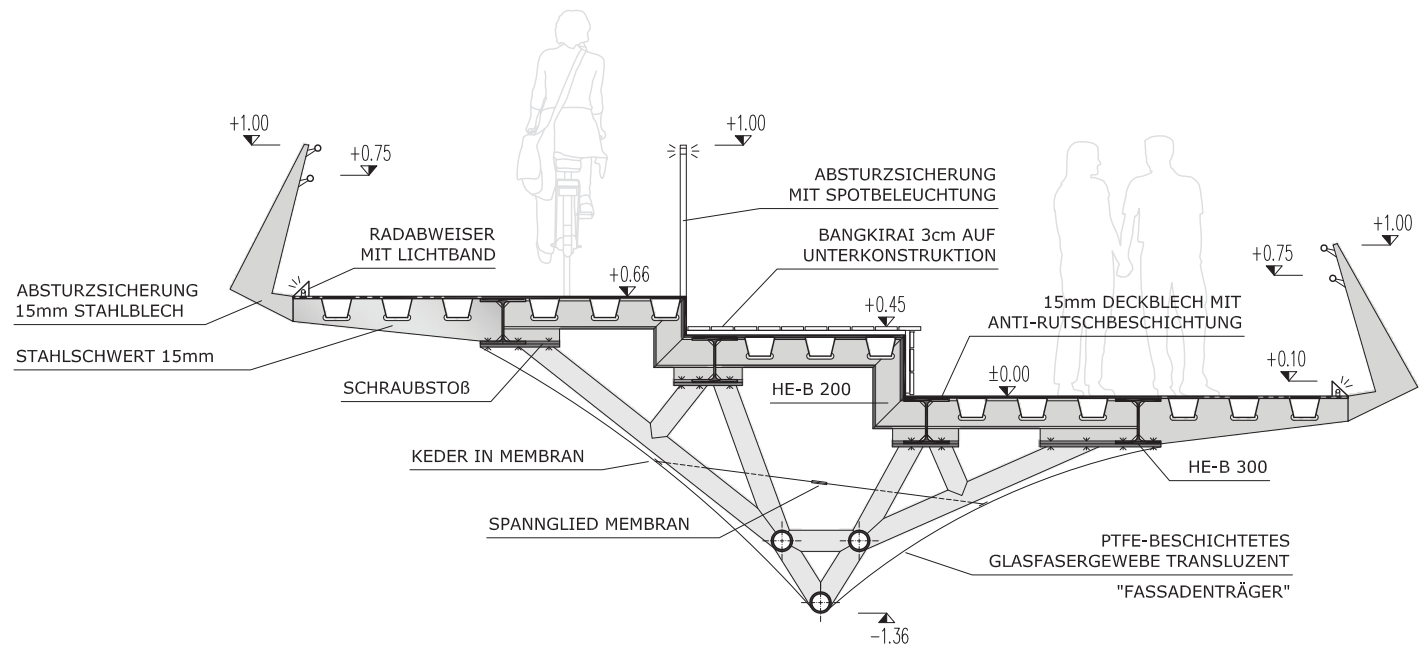 +1.00
+0.75
+1.00
ABSTURZSICHERUNG
MIT SPOTBELEUCHTUNG
RADABWEISER
MIT LICHTBAND
BANGKIRAI 3cm AUF
UNTERKONSTRUKTION
+1.00
+0.75
ABSTURZSICHERUNG
15mm STAHLBLECH
+0.66
+0.45
15mm DECKBLECH MIT
ANTI-RUTSCHBESCHICHTUNG
STAHLSCHWERT 15mm
SCHRAUBSTOß
HE-B 200
±0.00
+0.10
KEDER IN MEMBRAN
HE-B 300
SPANNGLIED MEMBRAN
PTFE-BESCHICHTETES
GLASFASERGEWEBE TRANSLUZENT
"FASSADENTRÄGER"
-1.36